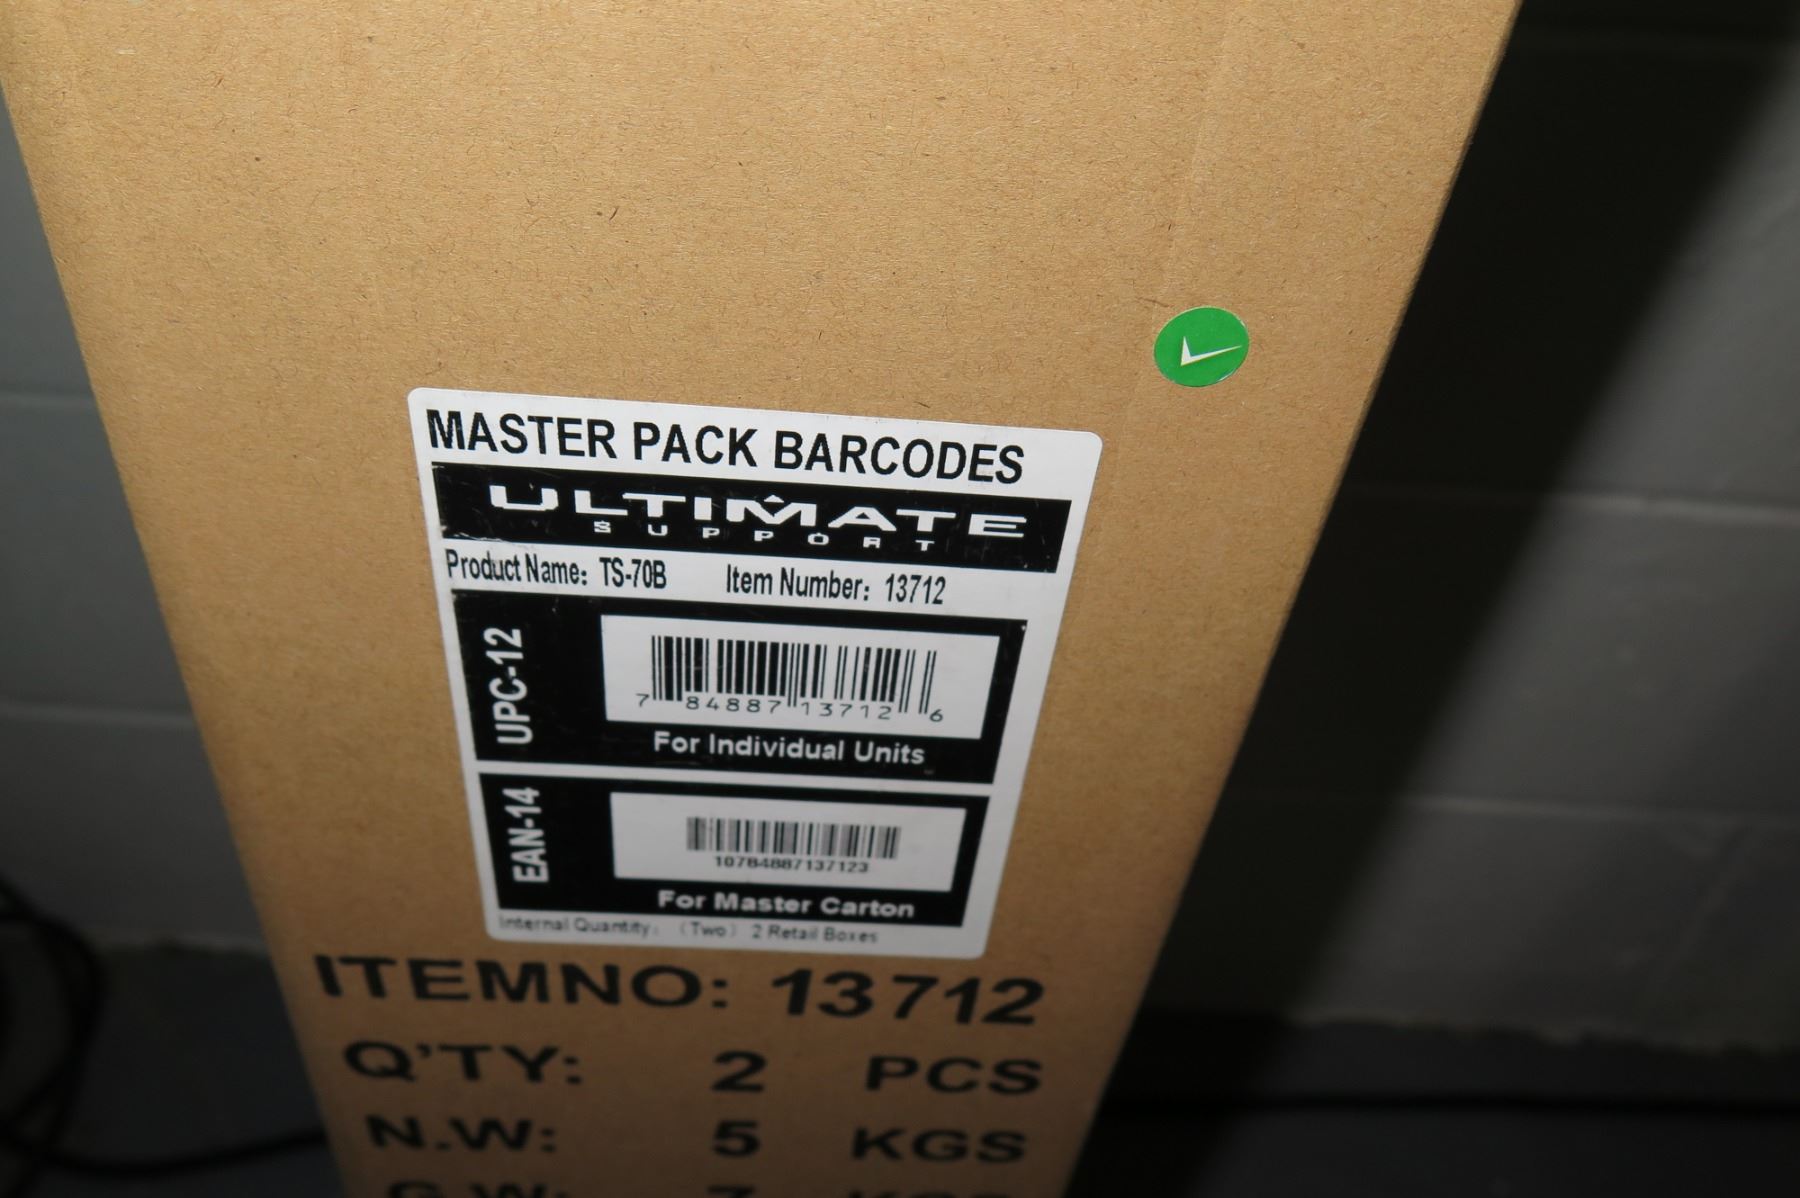 MASTER PACK BARCODES
ULTIMATE
SUPPORT
Product Name: TS-70B Item Number: 13712
UPC-12
7 84887 13712 6
For Individual Units
EAN-14
10784887137123
For Master Carton
Internal Quantity: (Two) 2 Retail Boxes
ITEMNO: 13712
Q'TY: 2 PCS
N.W: 5 KGS
G.W: 7 KGS